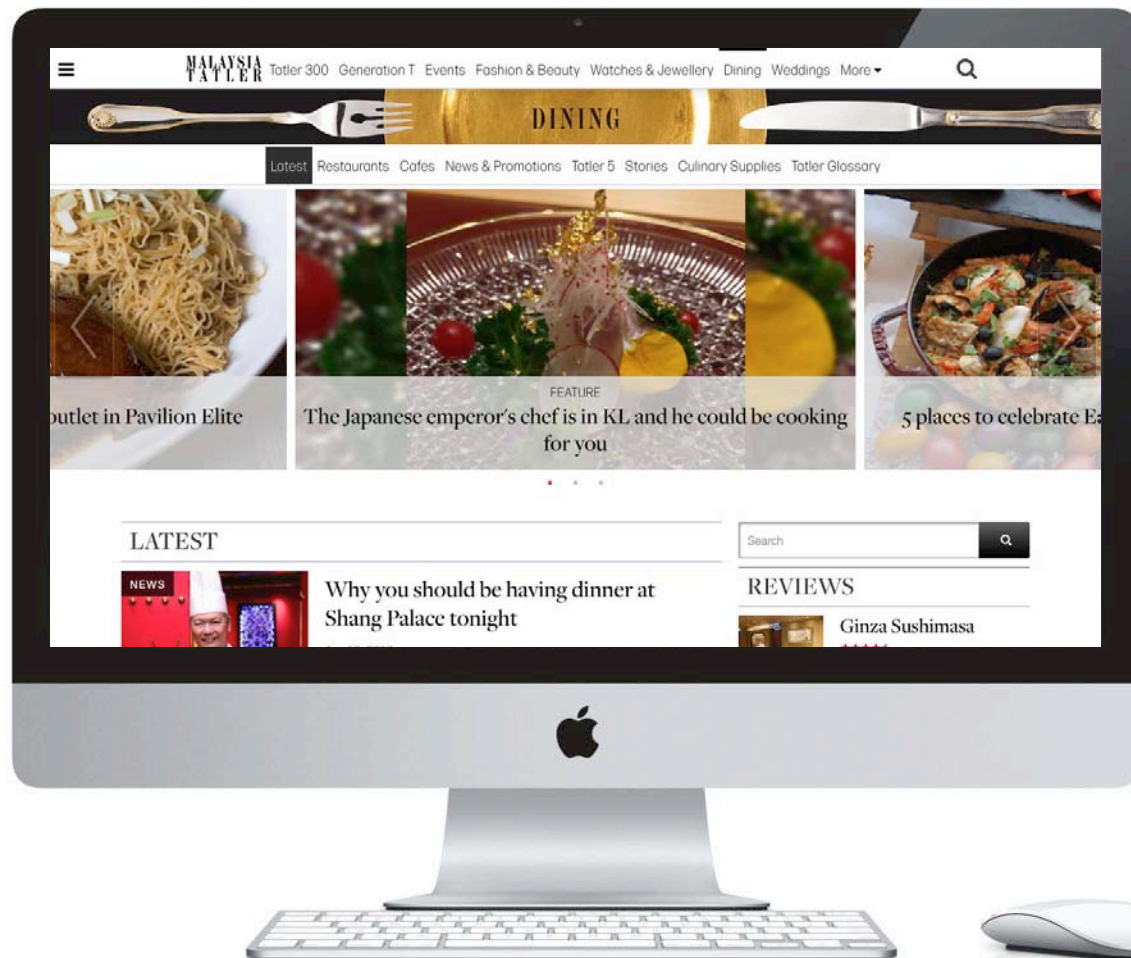 MALAYSIA
TATLER
Tatler 300 Generation T Events Fashion & Beauty Watches & Jewellery Dining Weddings More
DINING
Latest Restaurants Cafes News & Promotions Tatler 5 Stories Culinary Supplies Tatler Glossary
outlet in Pavilion Elite
FEATURE
The Japanese emperor's chef is in KL and he could be cooking
for you
5 places to celebrate
LATEST
Search
NEWS
Why you should be having dinner at
Shang Palace tonight
REVIEWS
Ginza Sushimasa